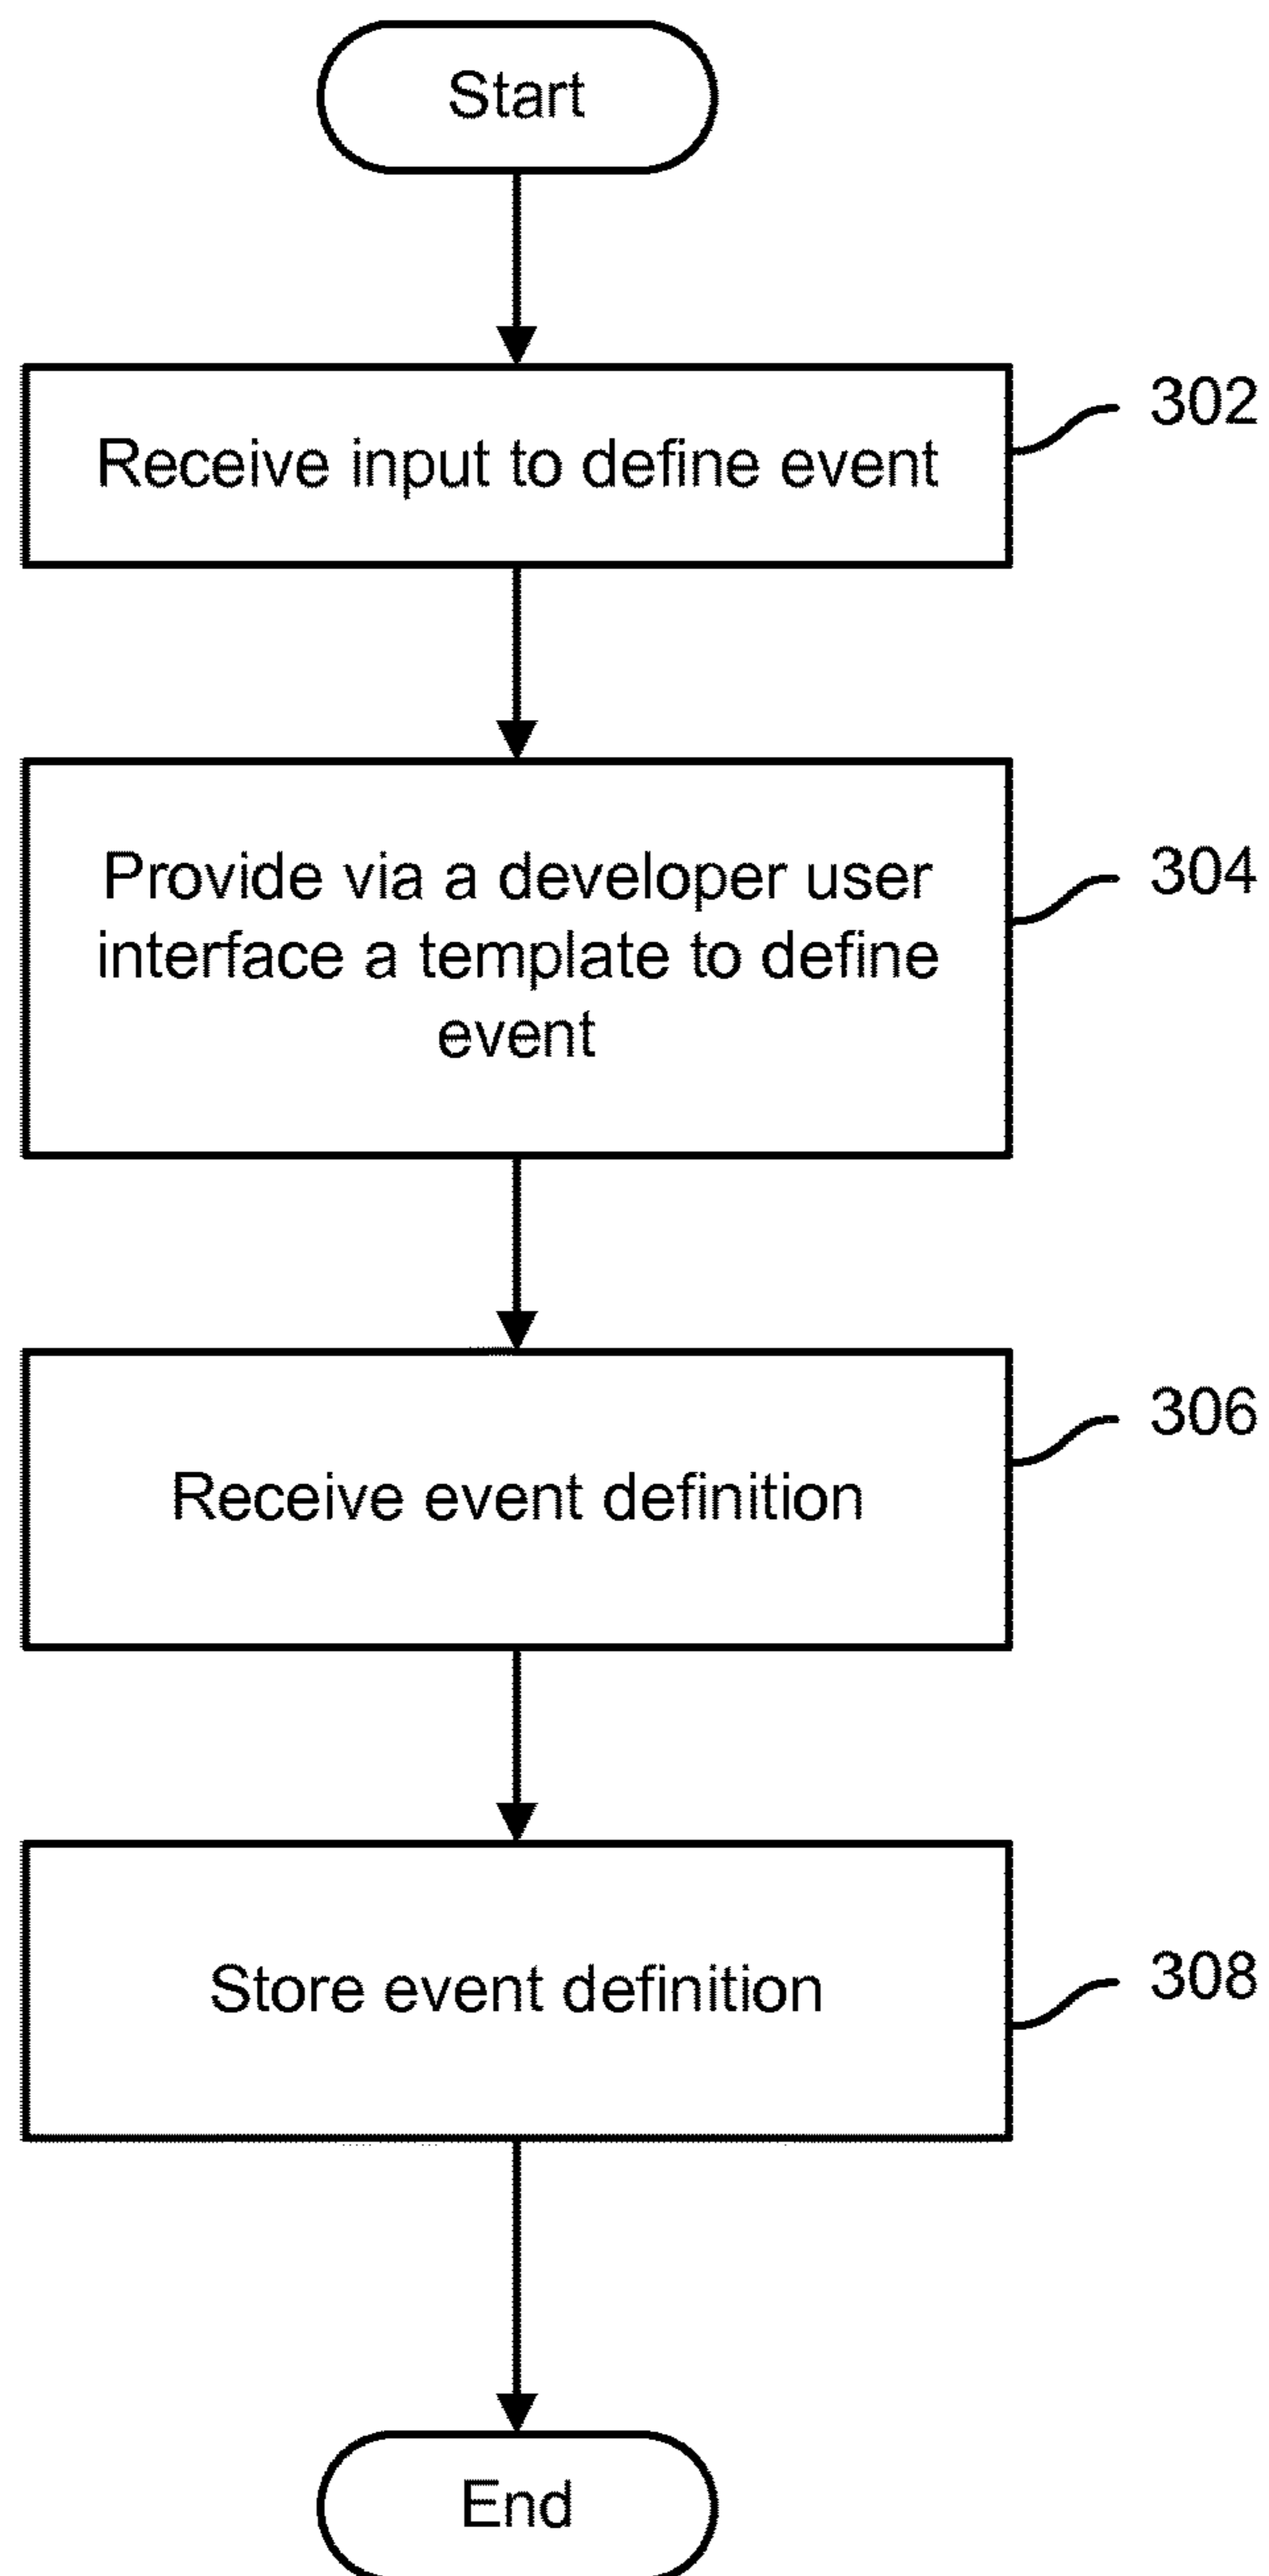 Start
Receive input to define event
302
Provide via a developer user
interface a template to define
event
304
Receive event definition
306
Store event definition
308
End